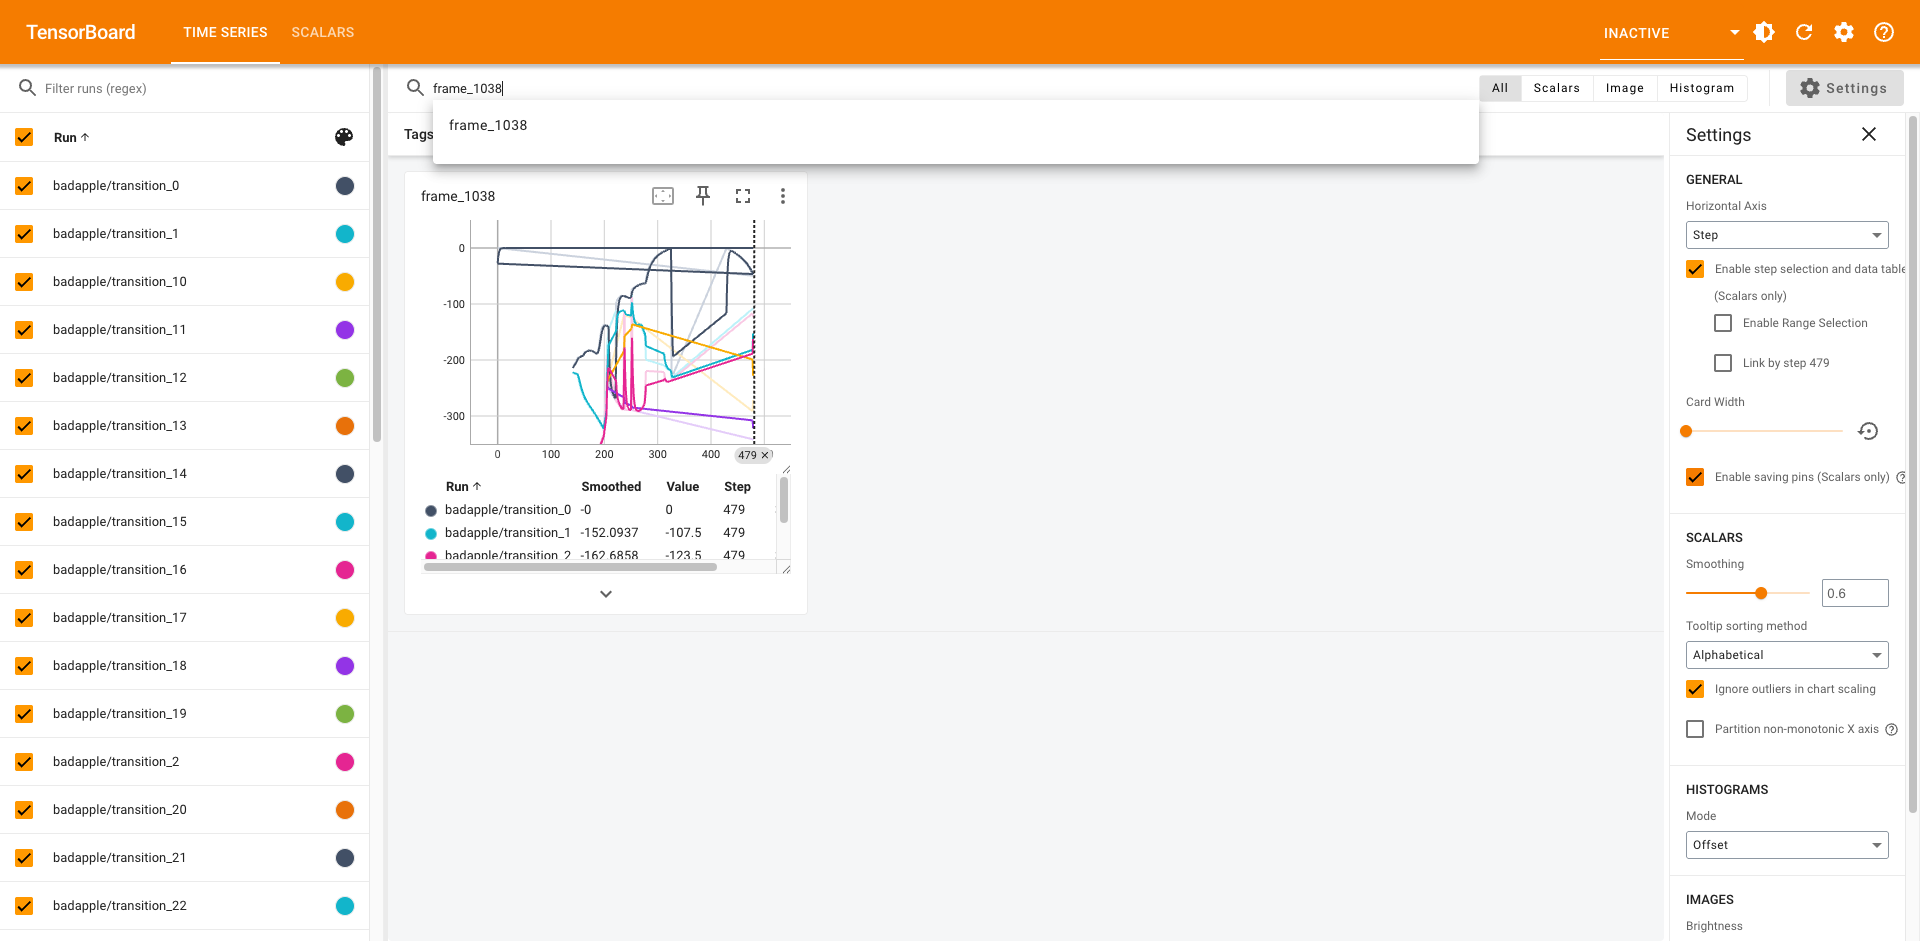 TensorBoard
TIME SERIES
SCALARS
INACTIVE
Filter runs (regex)
frame_1038
All
Scalars
Image
Histogram
Settings
frame_1038
Run
badapple/transition_0
badapple/transition_1
badapple/transition_10
badapple/transition_11
badapple/transition_12
badapple/transition_13
badapple/transition_14
badapple/transition_15
badapple/transition_16
badapple/transition_17
badapple/transition_18
badapple/transition_19
badapple/transition_2
badapple/transition_20
badapple/transition_21
badapple/transition_22
Tags
frame_1038
0
-100
-200
-300
0 100 200 300 400 479
Run Smoothed Value Step
badapple/transition_0 -0 0 479
badapple/transition_1 -152.0937 -107.5 479
badapple/transition_2 -162.6858 -123.5 479
Settings
GENERAL
Horizontal Axis
Step
Enable step selection and data table
(Scalars only)
Enable Range Selection
Link by step 479
Card Width
Enable saving pins (Scalars only)
SCALARS
Smoothing
0.6
Tooltip sorting method
Alphabetical
Ignore outliers in chart scaling
Partition non-monotonic X axis
HISTOGRAMS
Mode
Offset
IMAGES
Brightness